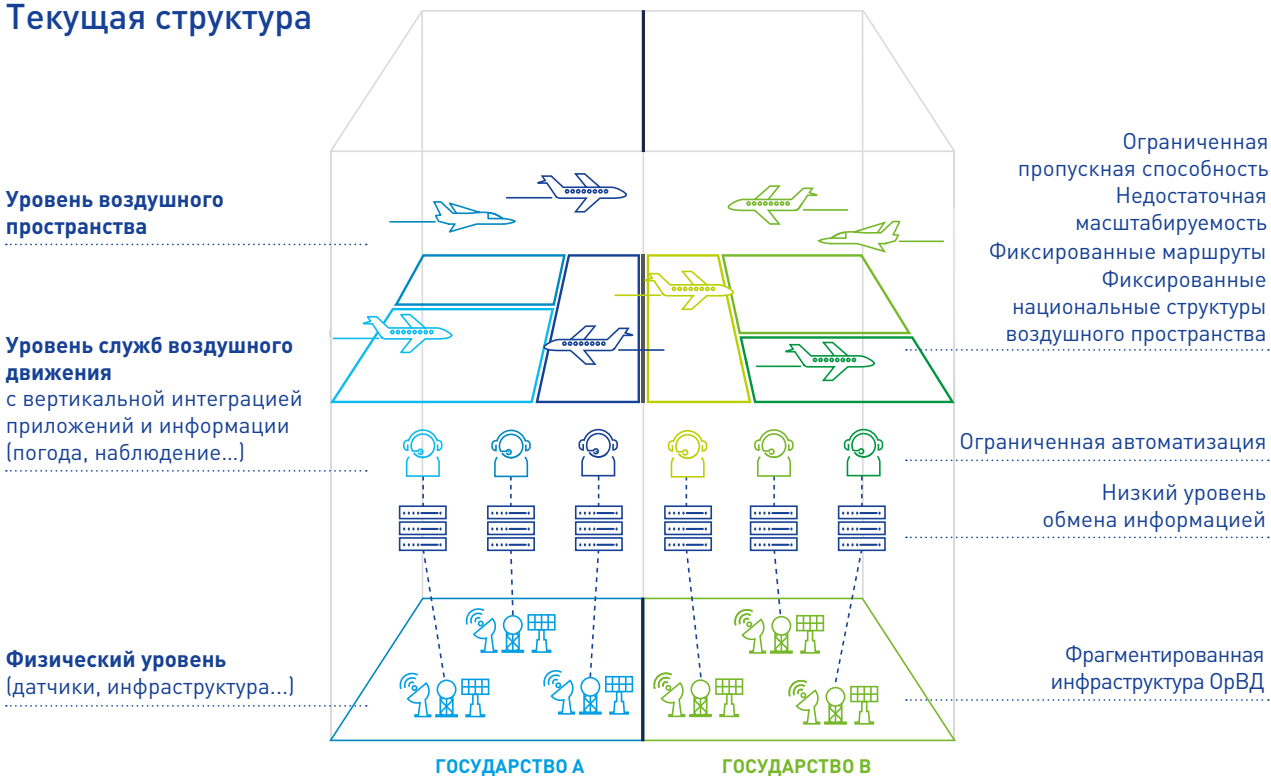 Текущая структура
Уровень воздушного
пространства
Уровень служб воздушного
движения
с вертикальной интеграцией
приложений и информации
(погода, наблюдение...)
Физический уровень
(датчики, инфраструктура...)
Ограниченная
пропускная способность
Недостаточная
масштабируемость
Фиксированные маршруты
Фиксированные
национальные структуры
воздушного пространства
Ограниченная автоматизация
Низкий уровень
обмена информацией
Фрагментированная
инфраструктура ОрВД
ГОСУДАРСТВО А
ГОСУДАРСТВО В